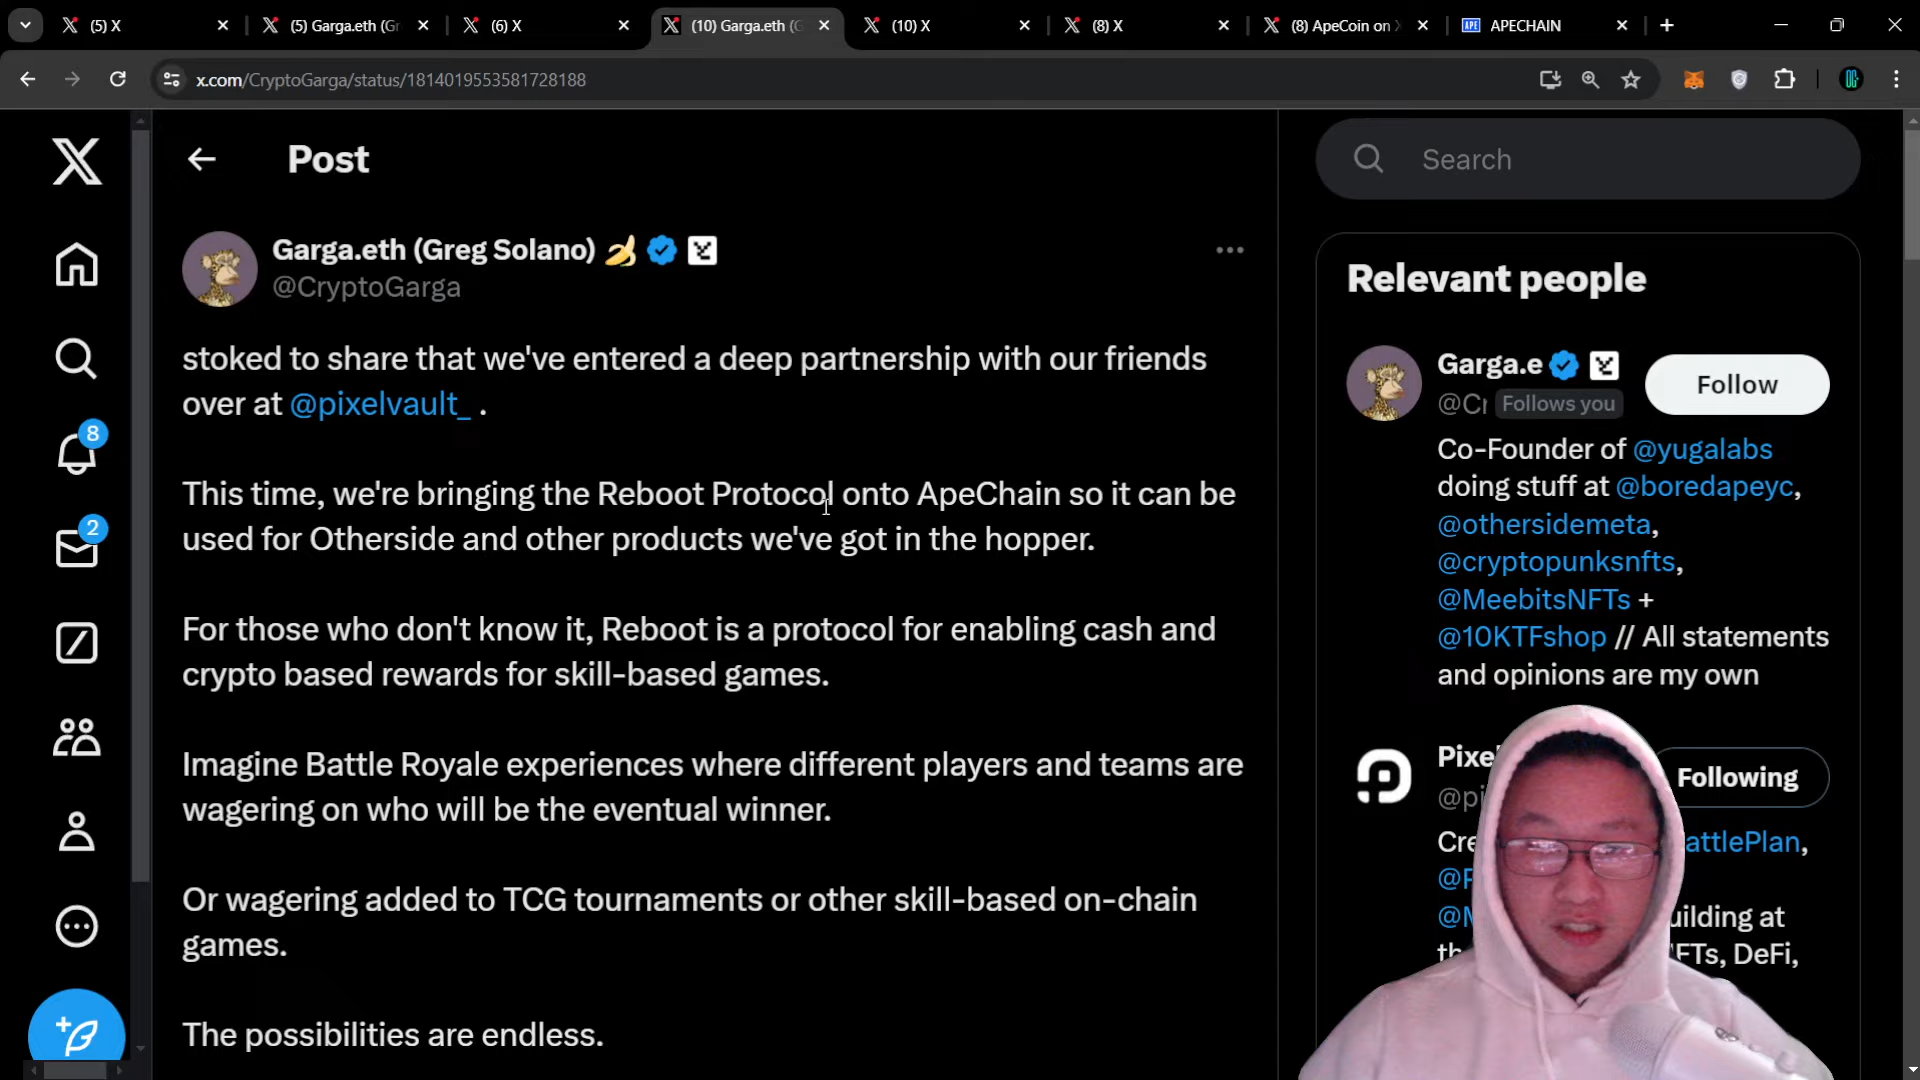 (5) X
(5) Garga.eth (Gr
(6) X
(10) Garga.eth (G
(10) X
(8) X
(8) ApeCoin on X
APE APECHAIN
x.com/CryptoGarga/status/1814019553581728188
Post
Search
Garga.eth (Greg Solano)
@CryptoGarga
stoked to share that we've entered a deep partnership with our friends
over at @pixelvault_ .
This time, we're bringing the Reboot Protocol onto ApeChain so it can be
used for Otherside and other products we've got in the hopper.
For those who don't know it, Reboot is a protocol for enabling cash and
crypto based rewards for skill-based games.
Imagine Battle Royale experiences where different players and teams are
wagering on who will be the eventual winner.
Or wagering added to TCG tournaments or other skill-based on-chain
games.
The possibilities are endless.
8
2
Relevant people
Garga.e
@Cr Follows you
Follow
Co-Founder of @yugalabs
doing stuff at @boredapeyc,
@othersidemeta,
@cryptopunksnfts,
@MeebitsNFTs +
@10KTFshop // All statements
and opinions are my own
Pixe
@pi
Following
Cre attlePlan,
@P
@M uilding at
th FTs, DeFi,